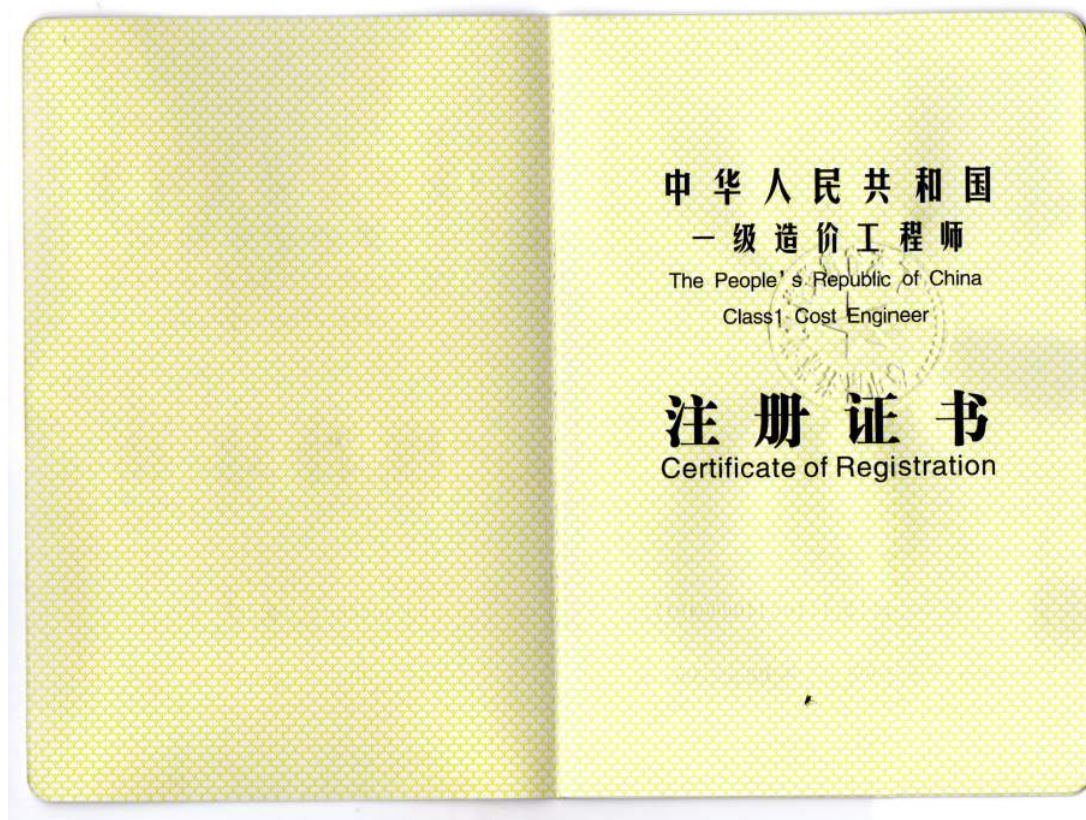 中华人民共和国
一级造价工程师
The People's Republic of China
Class1 Cost Engineer
注册证书
Certificate of Registration